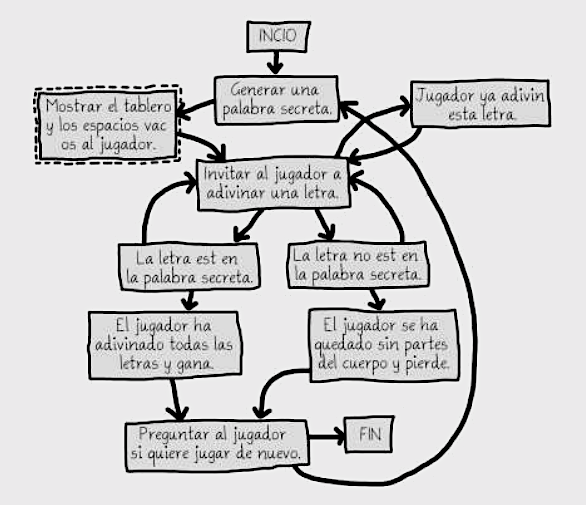 INCIO
Generar una
palabra secreta.
Mostrar el tablero
y los espacios vac
os al jugador.
Jugador ya adivin
esta letra.
Invitar al jugador a
adivinar una letra.
La letra est en
la palabra secreta.
La letra no est en
la palabra secreta.
El jugador ha
adivinado todas las
letras y gana.
El jugador se ha
quedado sin partes
del cuerpo y pierde.
Preguntar al jugador
si quiere jugar de nuevo.
FIN